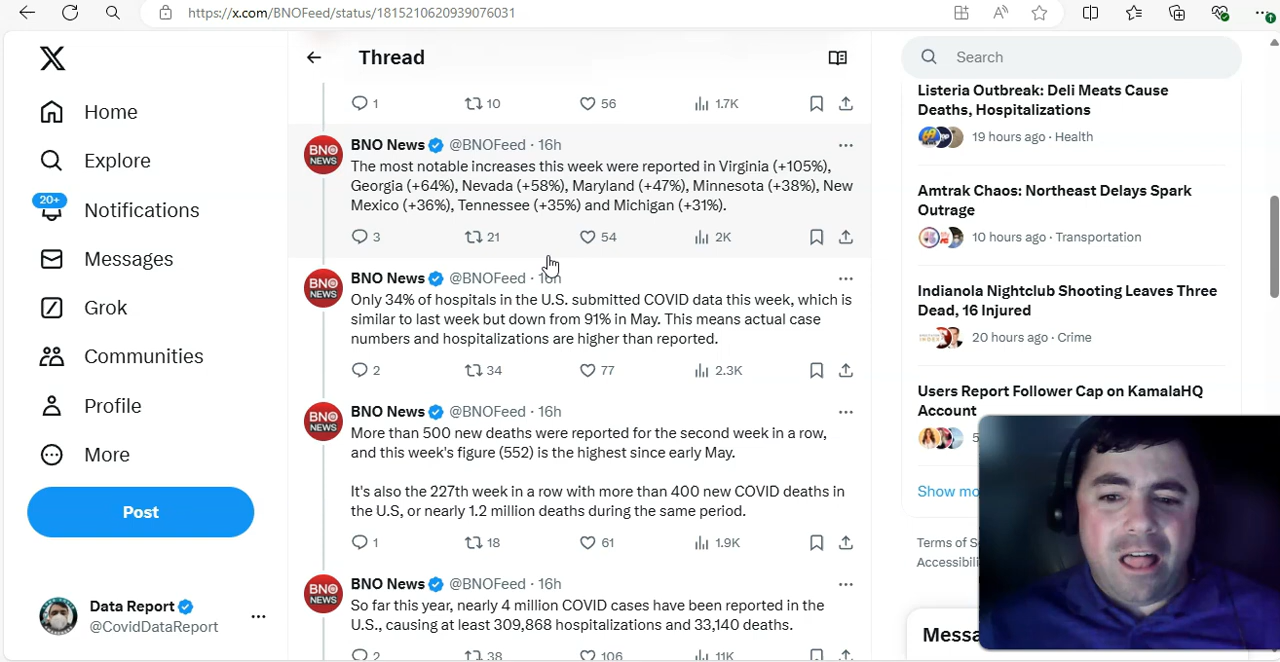 https://x.com/BNOFeed/status/1815210620939076031
Home
Explore
20+
Notifications
Messages
Grok
Communities
Profile
More
Post
Data Report
@CovidDataReport
Thread
1 10 56 1.7K
BNO NEWS
BNO News @BNOFeed · 16h
The most notable increases this week were reported in Virginia (+105%),
Georgia (+64%), Nevada (+58%), Maryland (+47%), Minnesota (+38%), New
Mexico (+36%), Tennessee (+35%) and Michigan (+31%).
3 21 54 2K
BNO NEWS
BNO News @BNOFeed · 16h
Only 34% of hospitals in the U.S. submitted COVID data this week, which is
similar to last week but down from 91% in May. This means actual case
numbers and hospitalizations are higher than reported.
2 34 77 2.3K
BNO NEWS
BNO News @BNOFeed · 16h
More than 500 new deaths were reported for the second week in a row,
and this week's figure (552) is the highest since early May.
It's also the 227th week in a row with more than 400 new COVID deaths in
the U.S, or nearly 1.2 million deaths during the same period.
1 18 61 1.9K
BNO NEWS
BNO News @BNOFeed · 16h
So far this year, nearly 4 million COVID cases have been reported in the
U.S., causing at least 309,868 hospitalizations and 33,140 deaths.
2 38 106 11K
Search
Listeria Outbreak: Deli Meats Cause
Deaths, Hospitalizations
19 hours ago · Health
Amtrak Chaos: Northeast Delays Spark
Outrage
10 hours ago · Transportation
Indianola Nightclub Shooting Leaves Three
Dead, 16 Injured
20 hours ago · Crime
Users Report Follower Cap on KamalaHQ
Account
5
Show mo
Terms of S
Accessibili
Messa